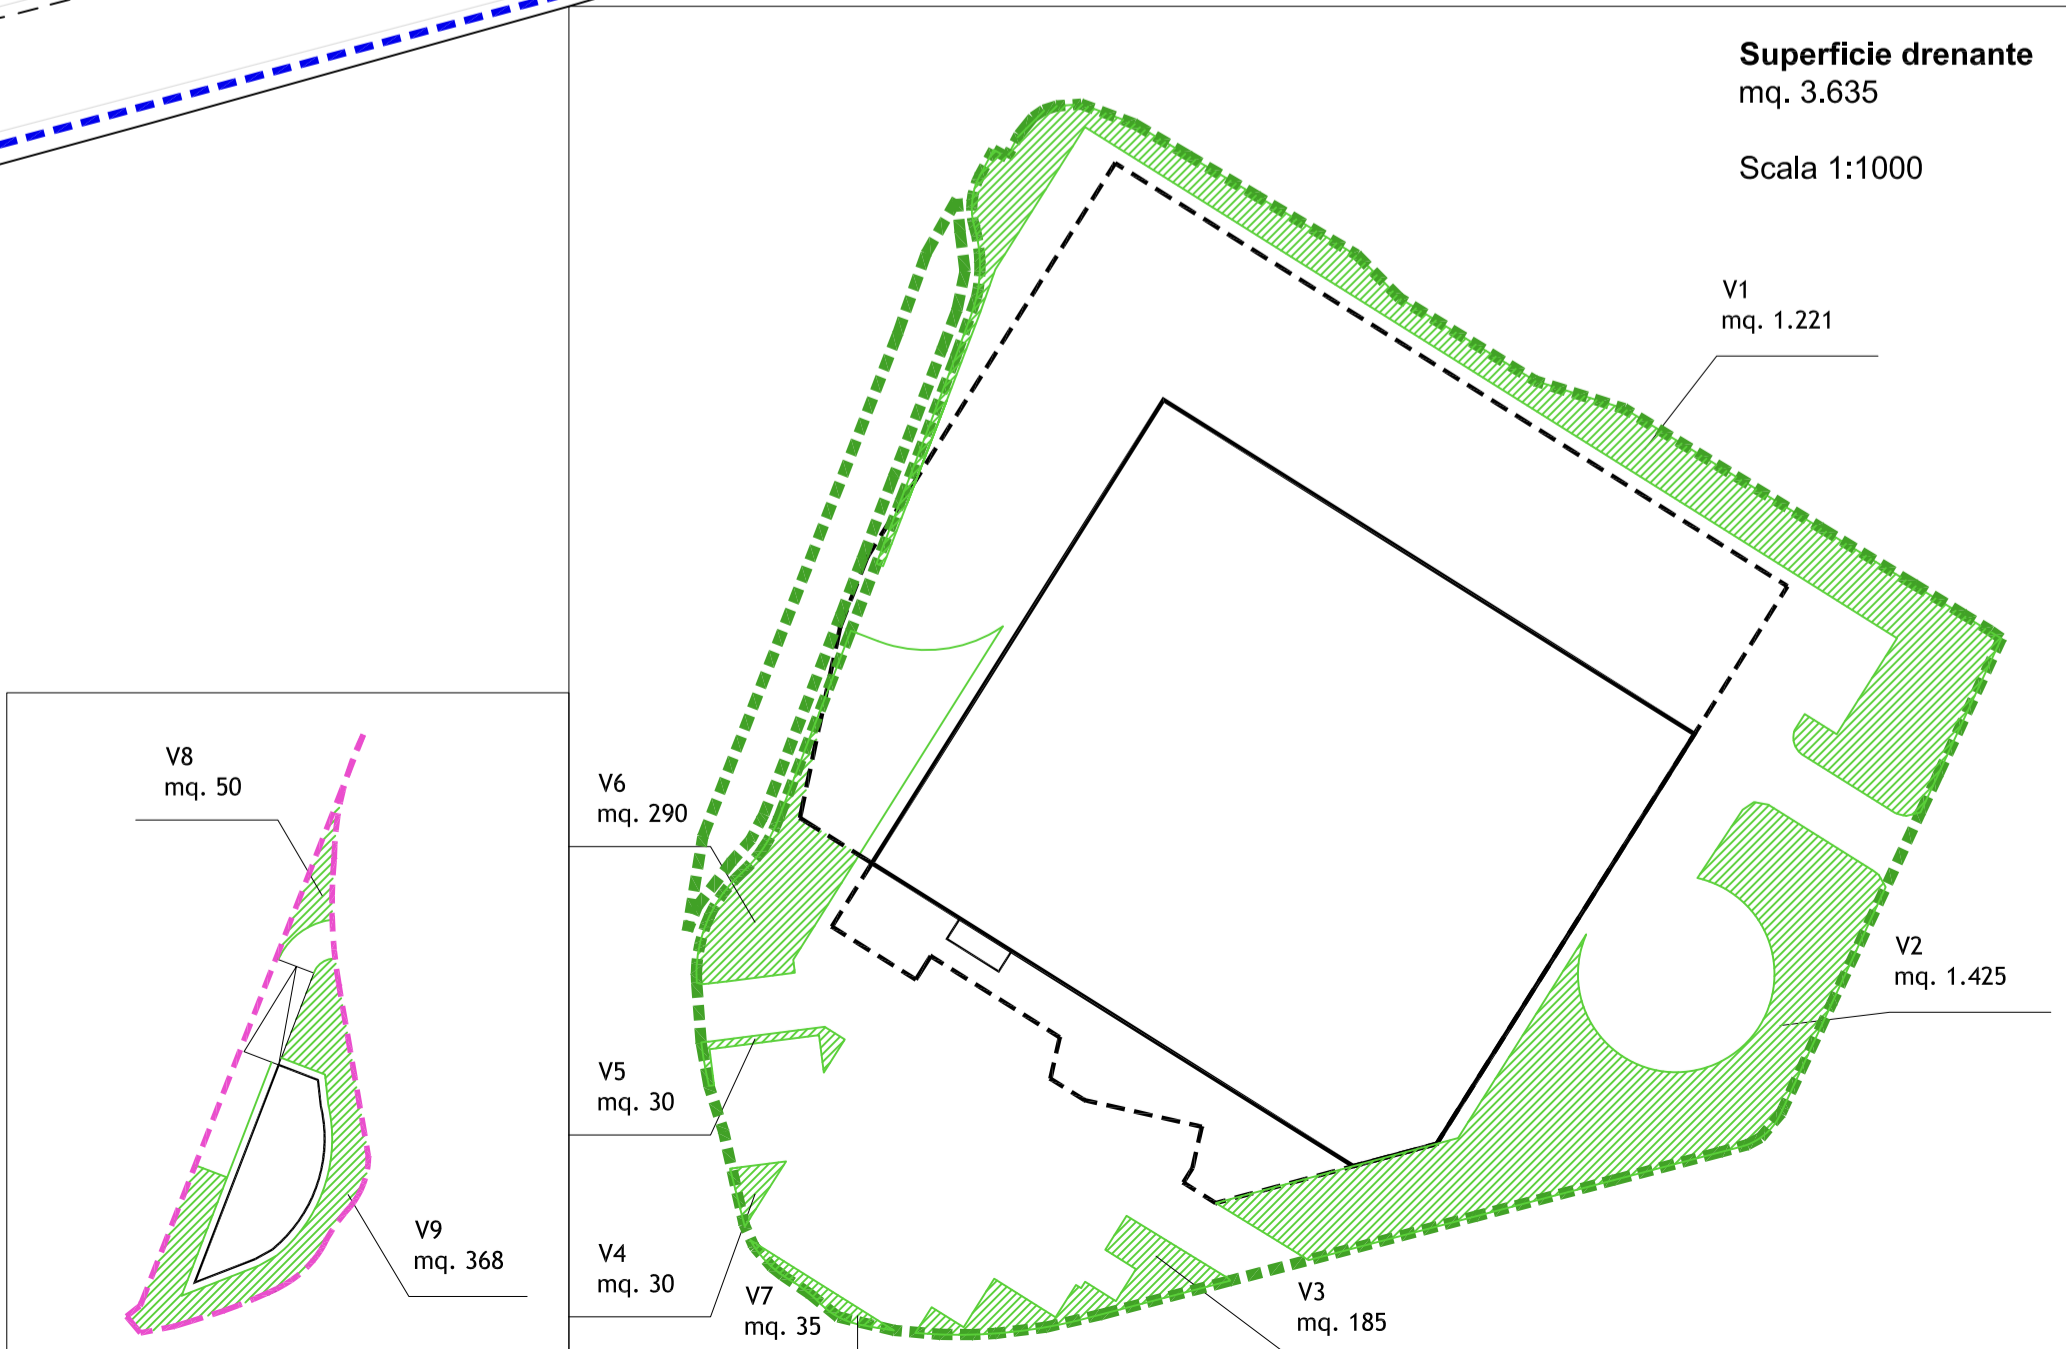 Superficie drenante
mq. 3.635
Scala 1:1000
V1
mq. 1.221
V8
mq. 50
V6
mq. 290
V2
mq. 1.425
V5
mq. 30
V9
mq. 368
V4
mq. 30
V7
mq. 35
V3
mq. 185